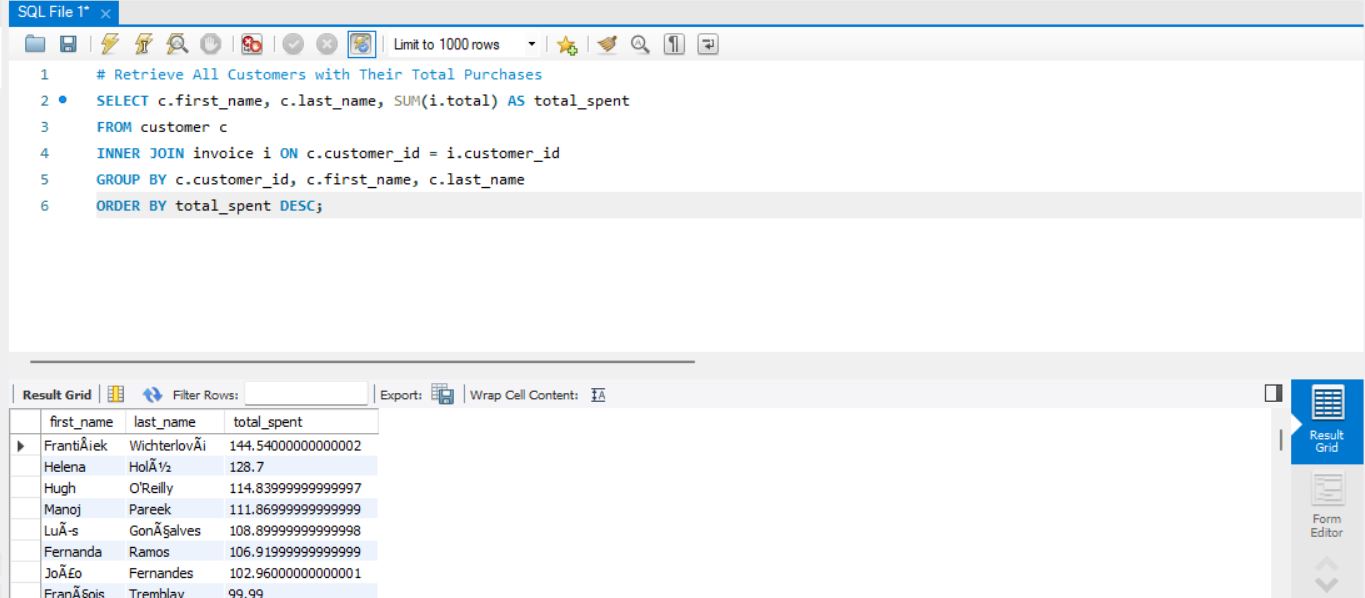 SQL File 1*
Limit to 1000 rows
1 # Retrieve All Customers with Their Total Purchases
2 SELECT c.first_name, c.last_name, SUM(i.total) AS total_spent
3 FROM customer c
4 INNER JOIN invoice i ON c.customer_id = i.customer_id
5 GROUP BY c.customer_id, c.first_name, c.last_name
6 ORDER BY total_spent DESC;
Result Grid Filter Rows: Export: Wrap Cell Content: IA
first_name last_name total_spent
FrantiÅ¡ek WichterlovÃ¡ 144.54000000000002
Helena HolÃ½ 128.7
Hugh O'Reilly 114.83999999999997
Manoj Pareek 111.86999999999999
LuÃ-s GonÃ§alves 108.89999999999998
Fernanda Ramos 106.91999999999999
JoÃ£o Fernandes 102.96000000000001
FranÃ§ois Tremblay 99.99
Result
Grid
Form
Editor